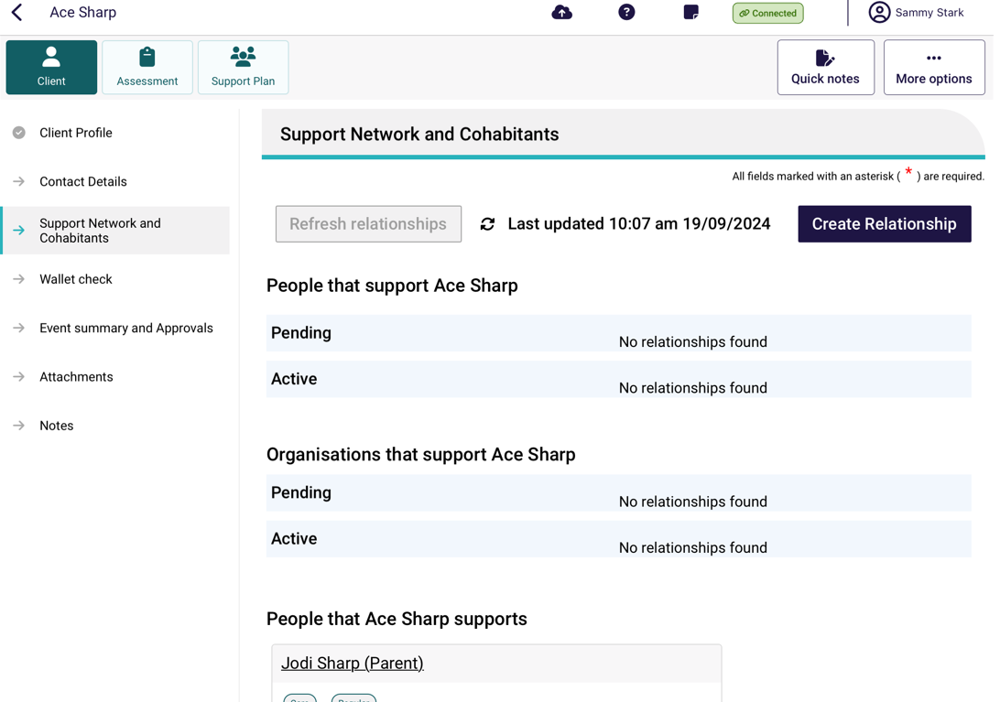 Ace Sharp
Connected
Sammy Stark
Client
Assessment
Support Plan
Quick notes
More options
Client Profile
Contact Details
Support Network and
Cohabitants
Wallet check
Event summary and Approvals
Attachments
Notes
Support Network and Cohabitants
All fields marked with an asterisk ( * ) are required.
Refresh relationships
Last updated 10:07 am 19/09/2024
Create Relationship
People that support Ace Sharp
Pending
No relationships found
Active
No relationships found
Organisations that support Ace Sharp
Pending
No relationships found
Active
No relationships found
People that Ace Sharp supports
Jodi Sharp (Parent)